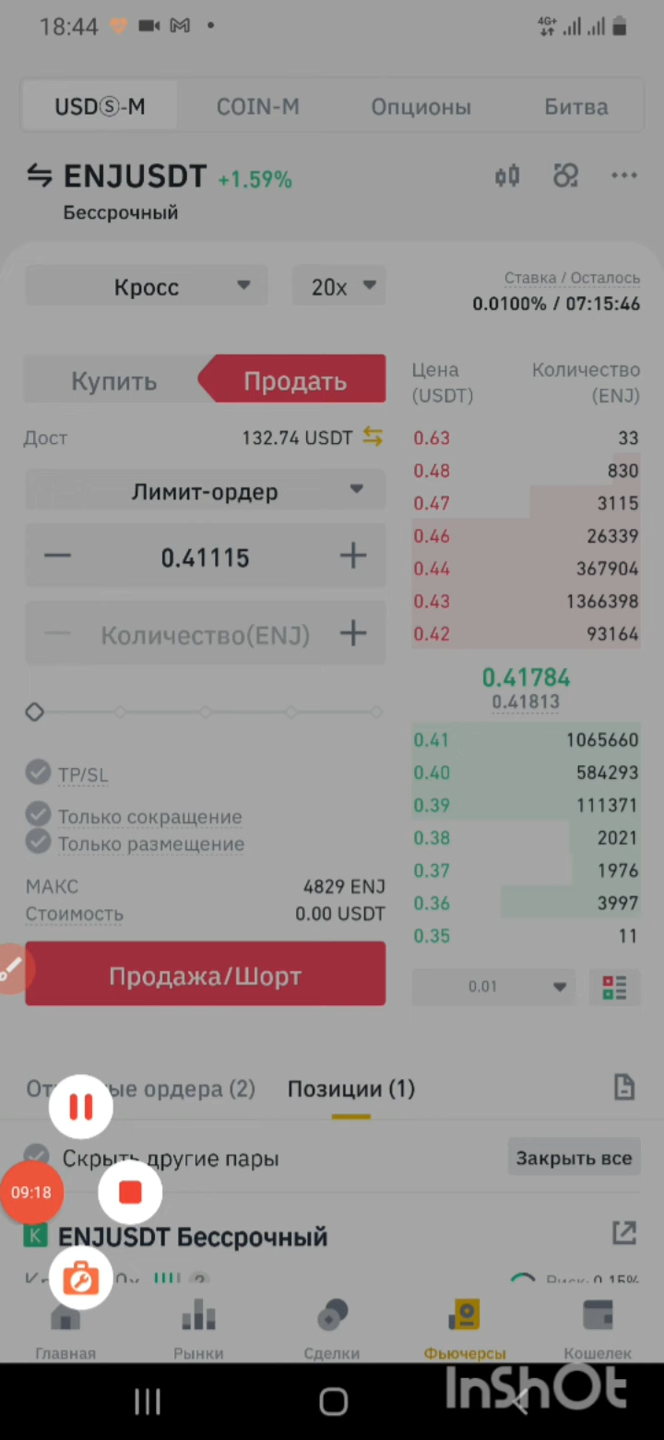 18:44
4G+
USDⓈ-M COIN-M Опционы Битва
ENJUSDT +1.59%
Бессрочный
Кросс 20x
Ставка / Осталось
0.0100% / 07:15:46
Купить Продать
Цена (USDT) Количество (ENJ)
Дост 132.74 USDT
Лимит-ордер
0.41115
Количество(ENJ)
TP/SL
Только сокращение
Только размещение
МАКС 4829 ENJ
Стоимость 0.00 USDT
Продажа/Шорт
0.63 33
0.48 830
0.47 3115
0.46 26339
0.44 367904
0.43 1366398
0.42 93164
0.41784
0.41813
0.41 1065660
0.40 584293
0.39 111371
0.38 2021
0.37 1976
0.36 3997
0.35 11
0.01
ордера (2) Позиции (1)
Скрыть другие пары Закрыть все
09:18
K ENJUSDT Бессрочный
Риск: 0.15%
Главная Рынки Сделки Фьючерсы Кошелек
InShOt